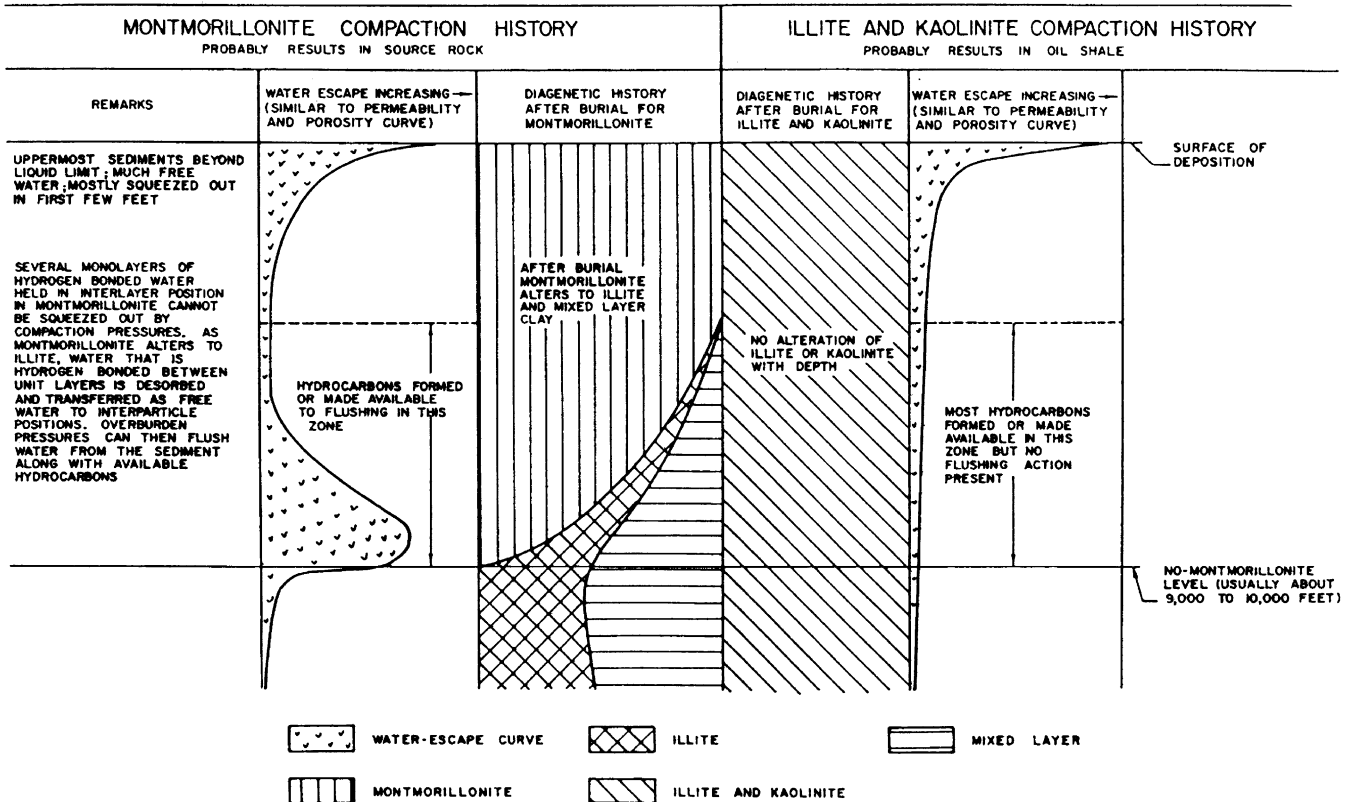 MONTMORILLONITE COMPACTION HISTORY
PROBABLY RESULTS IN SOURCE ROCK
ILLITE AND KAOLINITE COMPACTION HISTORY
PROBABLY RESULTS IN OIL SHALE
REMARKS
WATER ESCAPE INCREASING
(SIMILAR TO PERMEABILITY
AND POROSITY CURVE)
DIAGENETIC HISTORY
AFTER BURIAL FOR
MONTMORILLONITE
DIAGENETIC HISTORY
AFTER BURIAL FOR
ILLITE AND KAOLINITE
WATER ESCAPE INCREASING
(SIMILAR TO PERMEABILITY
AND POROSITY CURVE)
UPPERMOST SEDIMENTS BEYOND
LIQUID LIMIT; MUCH FREE
WATER; MOSTLY SQUEEZED OUT
IN FIRST FEW FEET
SEVERAL MONOLAYERS OF
HYDROGEN BONDED WATER
HELD IN INTERLAYER POSITION
IN MONTMORILLONITE CANNOT
BE SQUEEZED OUT BY
COMPACTION PRESSURES. AS
MONTMORILLONITE ALTERS TO
ILLITE, WATER THAT IS
HYDROGEN BONDED BETWEEN
UNIT LAYERS IS DESORBED
AND TRANSFERRED AS FREE
WATER TO INTERPARTICLE
POSITIONS. OVERBURDEN
PRESSURES CAN THEN FLUSH
WATER FROM THE SEDIMENT
ALONG WITH AVAILABLE
HYDROCARBONS
HYDROCARBONS FORMED
OR MADE AVAILABLE
TO FLUSHING IN THIS
ZONE
AFTER BURIAL
MONTMORILLONITE
ALTERS TO ILLITE
AND MIXED LAYER
CLAY
NO ALTERATION OF
ILLITE OR KAOLINITE
WITH DEPTH
MOST HYDROCARBONS
FORMED OR MADE
AVAILABLE IN THIS
ZONE BUT NO
FLUSHING ACTION
PRESENT
SURFACE OF
DEPOSITION
NO-MONTMORILLONITE
LEVEL (USUALLY ABOUT
9,000 TO 10,000 FEET)
WATER-ESCAPE CURVE
ILLITE
MIXED LAYER
MONTMORILLONITE
ILLITE AND KAOLINITE